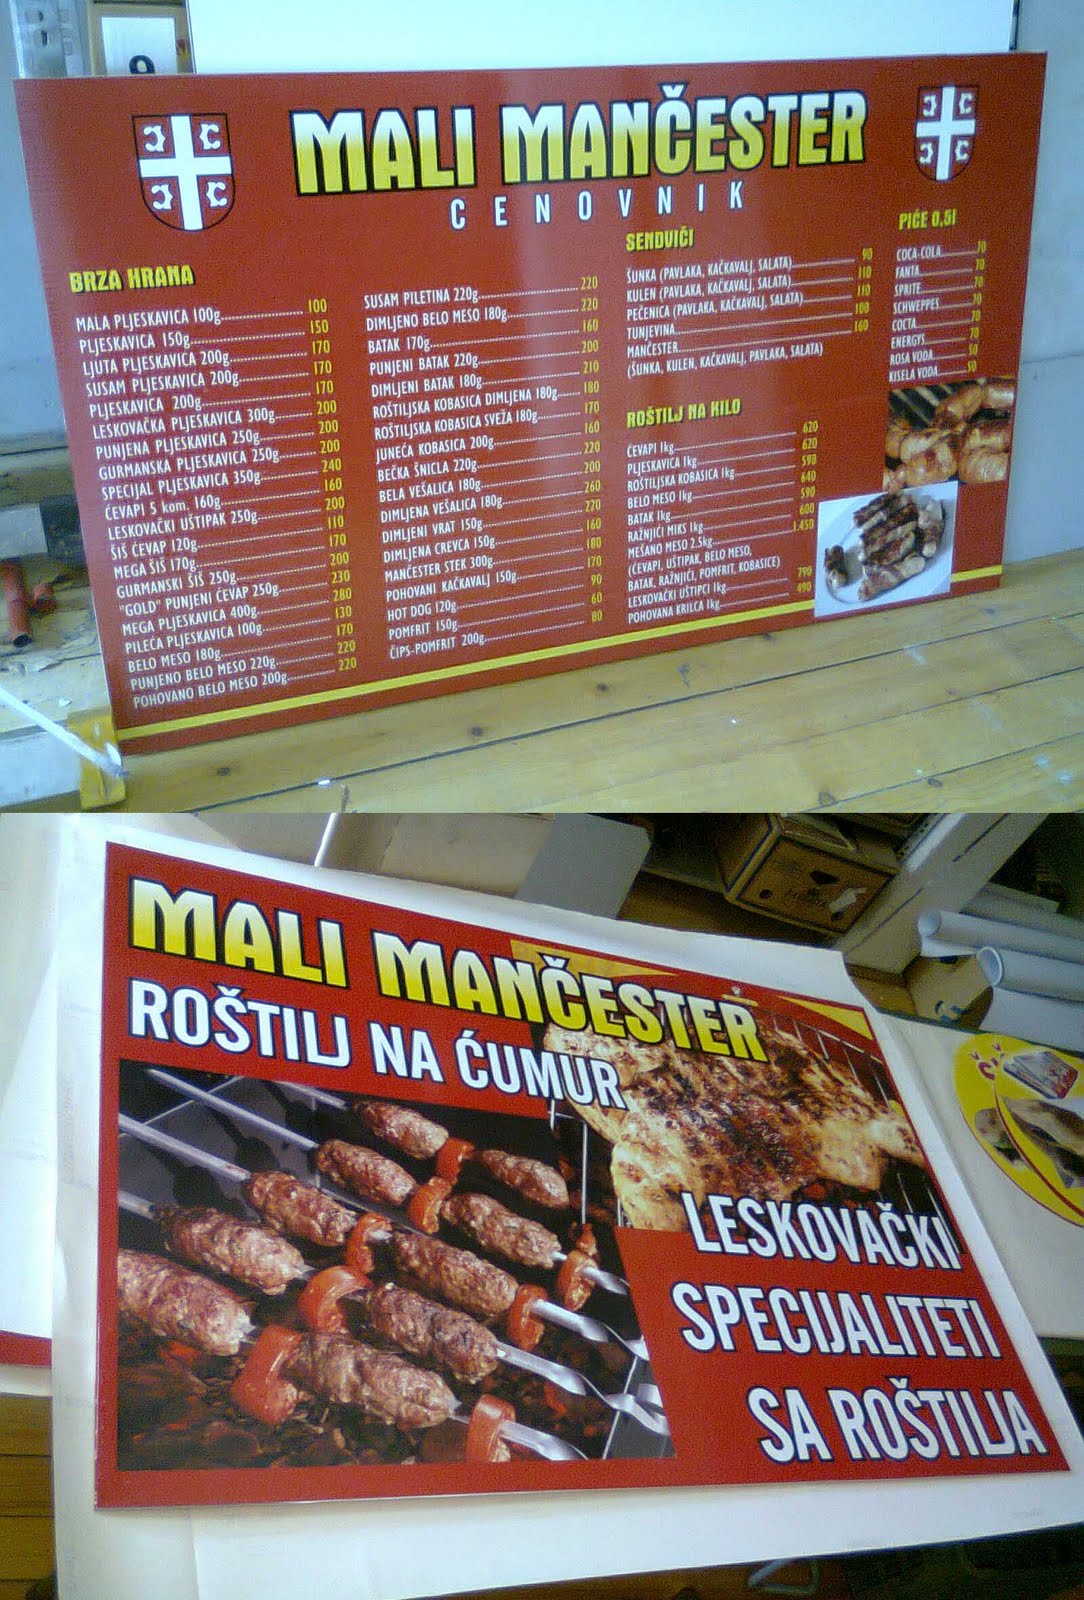 9
MALI MANČESTER
CENOVNIK
BRZA HRANA
MALA PLJESKAVICA 100g 100
PLJESKAVICA 150g 150
LJUTA PLJESKAVICA 200g 170
SUSAM PLJESKAVICA 200g 170
PLJESKAVICA 200g 170
LESKOVAČKA PLJESKAVICA 300g 200
PUNJENA PLJESKAVICA 250g 200
GURMANSKA PLJESKAVICA 250g 200
SPECIJAL PLJESKAVICA 350g 240
ĆEVAPI 5 kom. 160g 160
LESKOVAČKI UŠTIPAK 250g 200
ŠIŠ ĆEVAP 120g 110
MEGA ŠIŠ 170g 170
GURMANSKI ŠIŠ 250g 200
"GOLD" PUNJENI ĆEVAP 250g 230
MEGA PLJESKAVICA 400g 280
PILEĆA PLJESKAVICA 100g 130
BELO MESO 180g 170
PUNJENO BELO MESO 220g 220
POHOVANO BELO MESO 200g 220
SUSAM PILETINA 220g 220
DIMLJENO BELO MESO 180g 220
BATAK 170g 160
PUNJENI BATAK 220g 200
DIMLJENI BATAK 180g 210
ROŠTILJSKA KOBASICA DIMLJENA 180g 180
ROŠTILJSKA KOBASICA SVEŽA 180g 170
JUNEĆA KOBASICA 200g 160
BEČKA ŠNICLA 220g 220
BELA VEŠALICA 180g 200
DIMLJENA VEŠALICA 180g 260
DIMLJENI VRAT 150g 220
DIMLJENA CREVCA 150g 160
MANČESTER STEK 300g 180
POHOVANI KAČKAVALJ 150g 170
HOT DOG 120g 90
POMFRIT 150g 60
ČIPS-POMFRIT 200g 80
SENDVIČI
ŠUNKA (PAVLAKA, KAČKAVALJ, SALATA) 90
KULEN (PAVLAKA, KAČKAVALJ, SALATA) 110
PEČENICA (PAVLAKA, KAČKAVALJ, SALATA) 110
TUNJEVINA 100
MANČESTER 160
(ŠUNKA, KULEN, KAČKAVALJ, PAVLAKA, SALATA)
ROŠTILJ NA KILO
ĆEVAPI 1kg 620
PLJESKAVICA 1kg 620
ROŠTILJSKA KOBASICA 1kg 590
BELO MESO 1kg 640
BATAK 1kg 590
RAŽNJIĆI MIKS 1kg 600
MEŠANO MESO 2.5kg 1.450
(ĆEVAPI, UŠTIPAK, BELO MESO,
BATAK, RAŽNJIĆI, POMFRIT, KOBASICE)
LESKOVAČKI UŠTIPCI 1kg 790
POHOVANA KRILCA 1kg 490
PIĆE 0,5l
COCA-COLA 70
FANTA 70
SPRITE 70
SCHWEPPES 70
COCTA 70
ENERGYS 70
ROSA VODA 50
KISELA VODA 50
MALI MANČESTER
ROŠTILJ NA ĆUMUR
LESKOVAČKI
SPECIJALITETI
SA ROŠTILJA